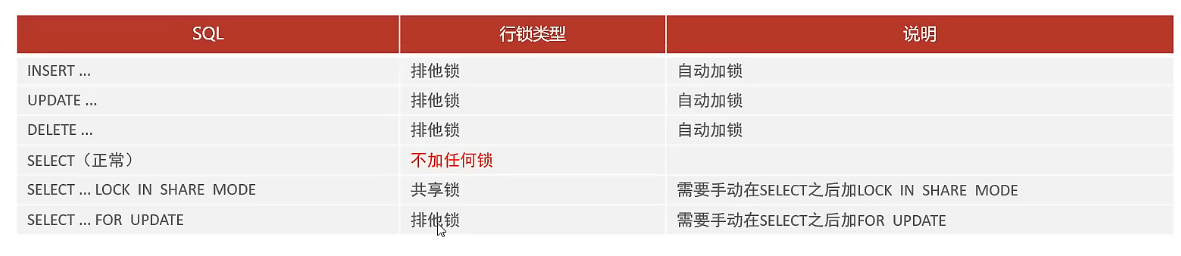 SQL 行锁类型 说明
INSERT ... 排他锁 自动加锁
UPDATE ... 排他锁 自动加锁
DELETE ... 排他锁 自动加锁
SELECT（正常） 不加任何锁
SELECT ... LOCK IN SHARE MODE 共享锁 需要手动在SELECT之后加LOCK IN SHARE MODE
SELECT ... FOR UPDATE 排他锁 需要手动在SELECT之后加FOR UPDATE